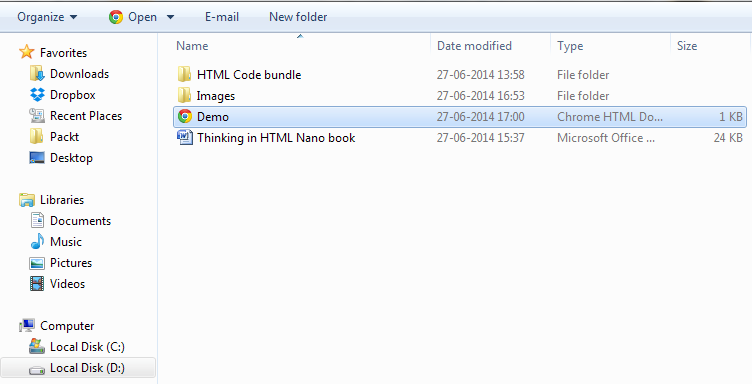 Organize Open E-mail New folder
Name Date modified Type Size
Favorites
Downloads
Dropbox
Recent Places
Packt
Desktop
Libraries
Documents
Music
Pictures
Videos
Computer
Local Disk (C:)
Local Disk (D:)
HTML Code bundle 27-06-2014 13:58 File folder
Images 27-06-2014 16:53 File folder
Demo 27-06-2014 17:00 Chrome HTML Do... 1 KB
Thinking in HTML Nano book 27-06-2014 15:37 Microsoft Office ... 24 KB